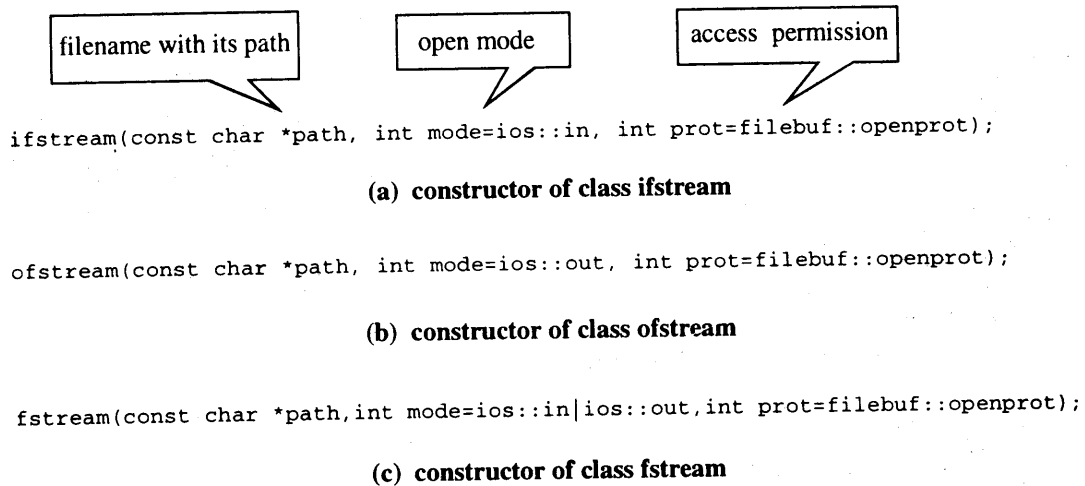 filename with its path
open mode
access permission
ifstream(const char *path, int mode=ios::in, int prot=filebuf::openprot);
(a) constructor of class ifstream
ofstream(const char *path, int mode=ios::out, int prot=filebuf::openprot);
(b) constructor of class ofstream
fstream(const char *path,int mode=ios::in|ios::out,int prot=filebuf::openprot);
(c) constructor of class fstream